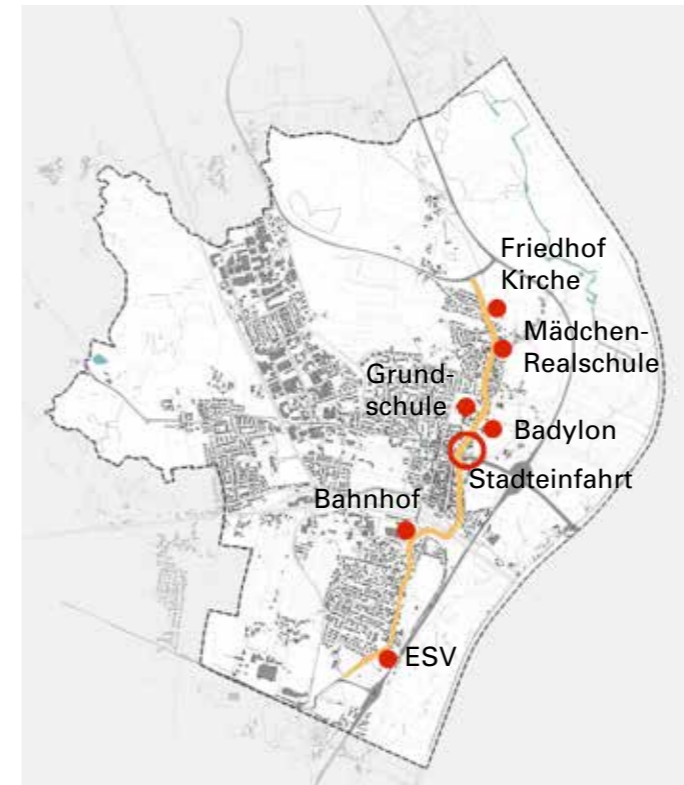 Friedhof
Kirche
Mädchen-
Realschule
Grund-
schule
Badylon
Stadteinfahrt
Bahnhof
ESV